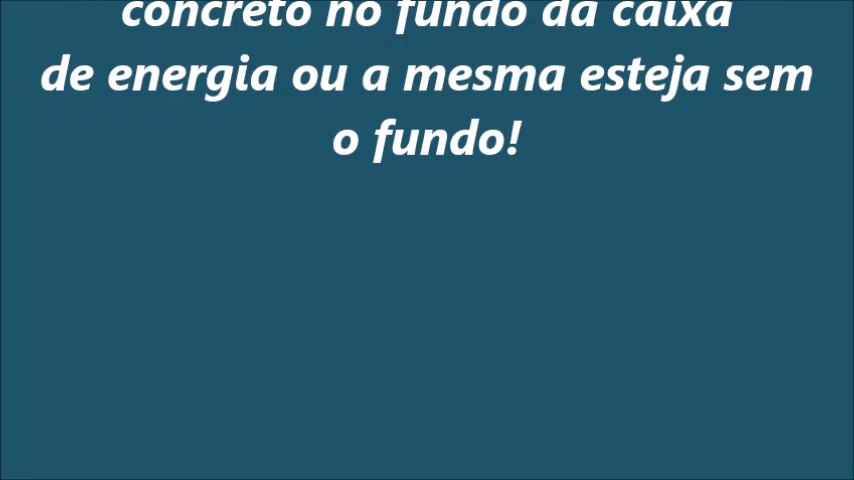 concreto no fundo da caixa
de energia ou a mesma esteja sem
o fundo!